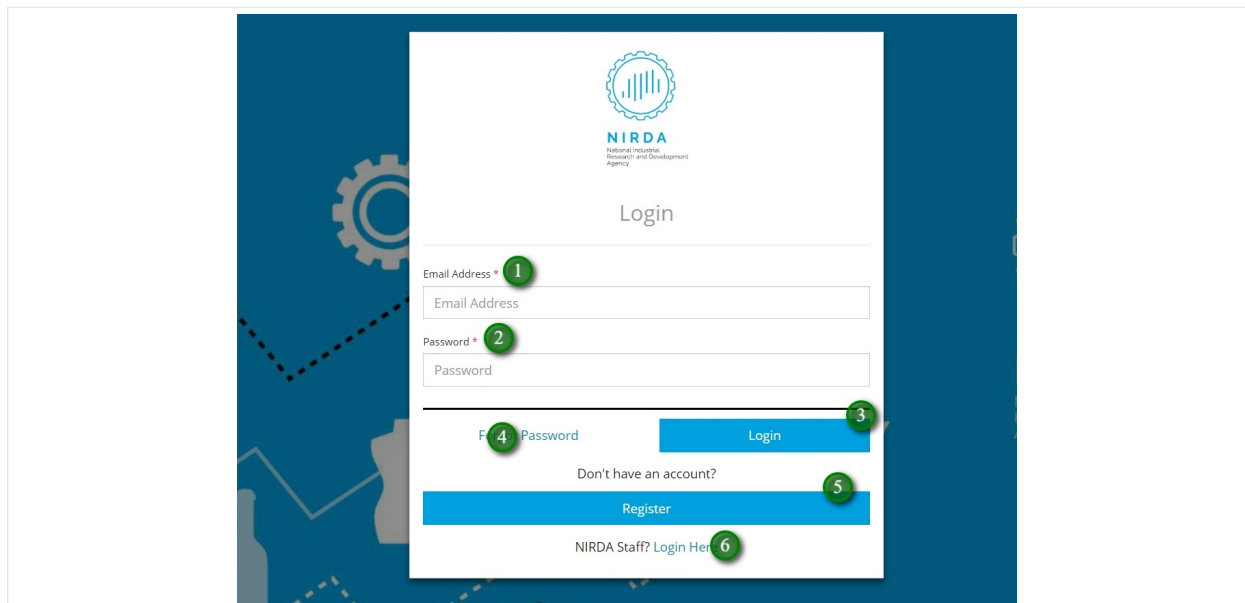 NIRDA
National Industrial
Research and Development
Agency
Login
Email Address * 1
Email Address
Password * 2
Password
3
4 Password Login
Don't have an account?
5
Register
NIRDA Staff? Login Here 6